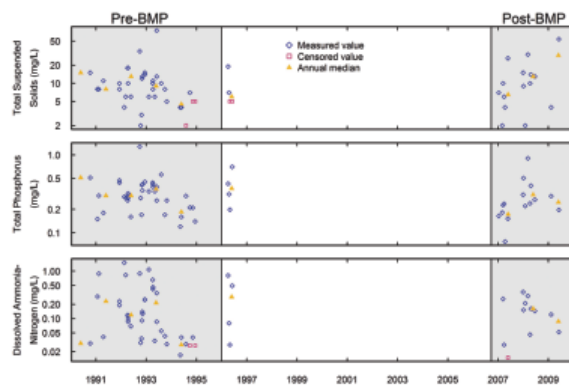 Pre-BMP
Post-BMP
Total Suspended
Solids (mg/L)
50
20
10
5
2
Measured value
Censored value
Annual median
Total Phosphorus
(mg/L)
1.0
0.5
0.2
0.1
Dissolved Ammonia-
Nitrogen (mg/L)
1.00
0.50
0.20
0.10
0.05
0.02
1991 1993 1995 1997 1999 2001 2003 2005 2007 2009